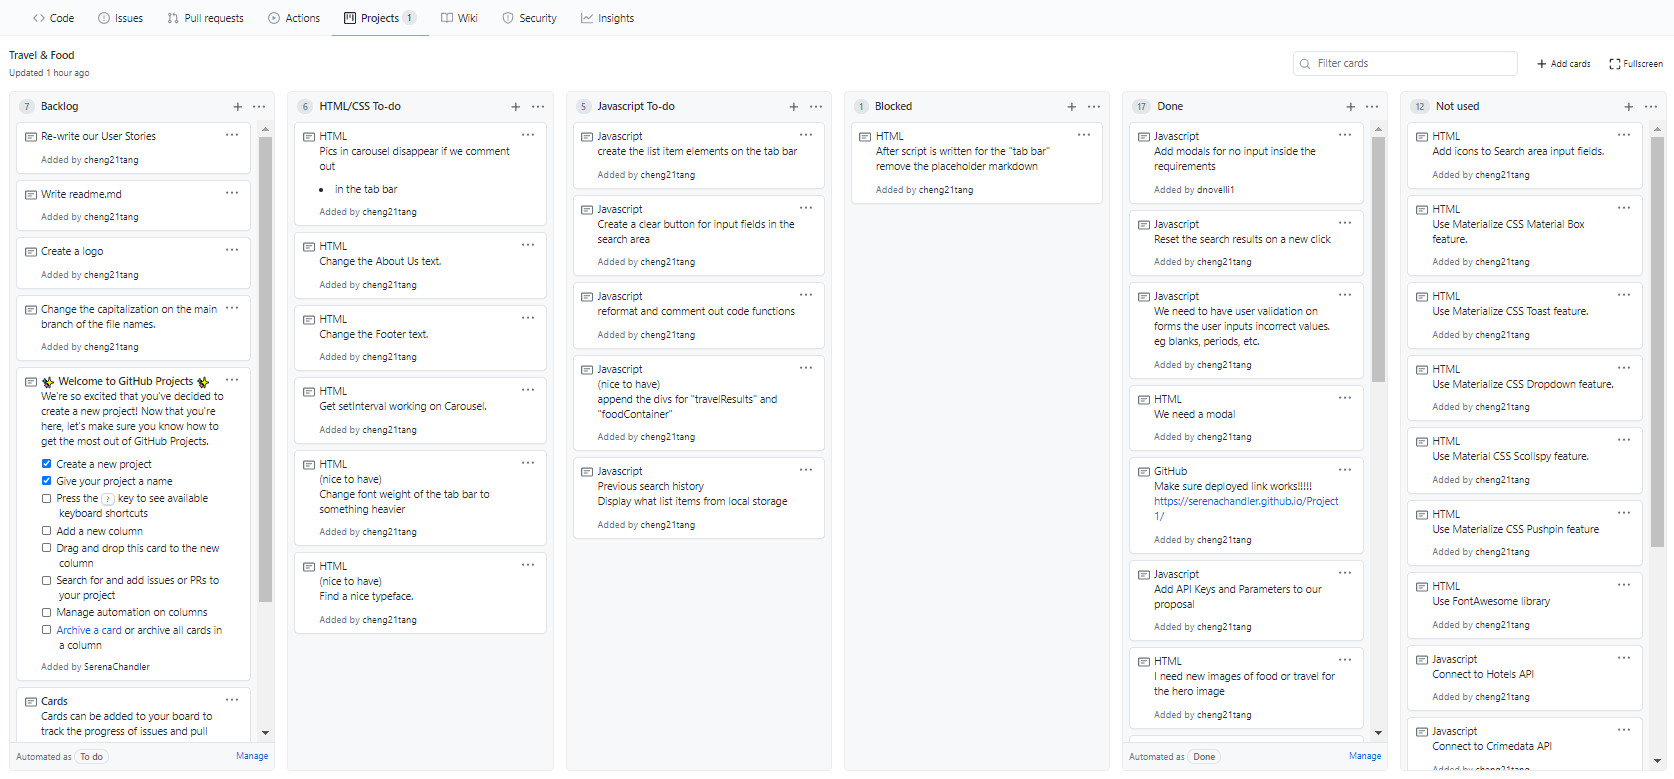 Code
Issues
Pull requests
Actions
Projects 1
Wiki
Security
Insights
Travel & Food
Updated 1 hour ago
Filter cards
Add cards
Fullscreen
7 Backlog
Re-write our User Stories
Added by cheng21tang
Write readme.md
Added by cheng21tang
Create a logo
Added by cheng21tang
Change the capitalization on the main
branch of the file names.
Added by cheng21tang
✨ Welcome to GitHub Projects ✨
We're so excited that you've decided to
create a new project! Now that you're
here, let's make sure you know how to
get the most out of GitHub Projects.
Create a new project
Give your project a name
Press the ? key to see available
keyboard shortcuts
Add a new column
Drag and drop this card to the new
column
Search for and add issues or PRs to
your project
Manage automation on columns
Archive a card or archive all cards in
a column
Added by SerenaChandler
Cards
Cards can be added to your board to
track the progress of issues and pull
Automated as To do
Manage
6 HTML/CSS To-do
HTML
Pics in carousel disappear if we comment
out
• in the tab bar
Added by cheng21tang
HTML
Change the About Us text.
Added by cheng21tang
HTML
Change the Footer text.
Added by cheng21tang
HTML
Get setInterval working on Carousel.
Added by cheng21tang
HTML
(nice to have)
Change font weight of the tab bar to
something heavier
Added by cheng21tang
HTML
(nice to have)
Find a nice typeface.
Added by cheng21tang
5 Javascript To-do
Javascript
create the list item elements on the tab bar
Added by cheng21tang
Javascript
Create a clear button for input fields in the
search area
Added by cheng21tang
Javascript
reformat and comment out code functions
Added by cheng21tang
Javascript
(nice to have)
append the divs for "travelResults" and
"foodContainer"
Added by cheng21tang
Javascript
Previous search history
Display what list items from local storage
Added by cheng21tang
1 Blocked
HTML
After script is written for the "tab bar"
remove the placeholder markdown
Added by cheng21tang
17 Done
Javascript
Add modals for no input inside the
requirements
Added by dnovelli1
Javascript
Reset the search results on a new click
Added by cheng21tang
Javascript
We need to have user validation on
forms the user inputs incorrect values.
eg blanks, periods, etc.
Added by cheng21tang
HTML
We need a modal
Added by cheng21tang
GitHub
Make sure deployed link works!!!!!
https://serenachandler.github.io/Project
1/
Added by cheng21tang
Javascript
Add API Keys and Parameters to our
proposal
Added by cheng21tang
HTML
I need new images of food or travel for
the hero image
Added by cheng21tang
Automated as Done
Manage
12 Not used
HTML
Add icons to Search area input fields.
Added by cheng21tang
HTML
Use Materialize CSS Material Box
feature.
Added by cheng21tang
HTML
Use Materialize CSS Toast feature.
Added by cheng21tang
HTML
Use Materialize CSS Dropdown feature.
Added by cheng21tang
HTML
Use Material CSS Scollspy feature.
Added by cheng21tang
HTML
Use Materialize CSS Pushpin feature
Added by cheng21tang
HTML
Use FontAwesome library
Added by cheng21tang
Javascript
Connect to Hotels API
Added by cheng21tang
Javascript
Connect to Crimedata API
Added by cheng21tang